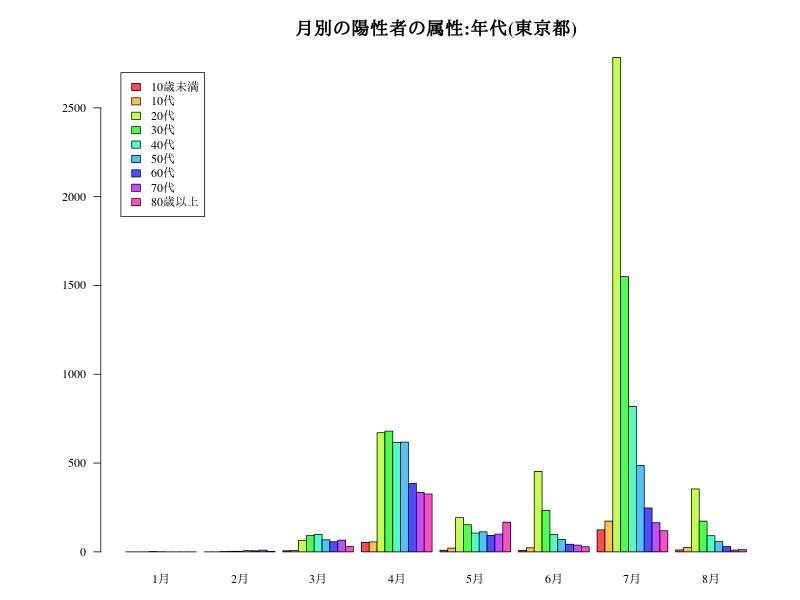 月別の陽性者の属性:年代(東京都)
10歳未満
10代
20代
30代
40代
50代
60代
70代
80歳以上
2500
2000
1500
1000
500
0
1月 2月 3月 4月 5月 6月 7月 8月